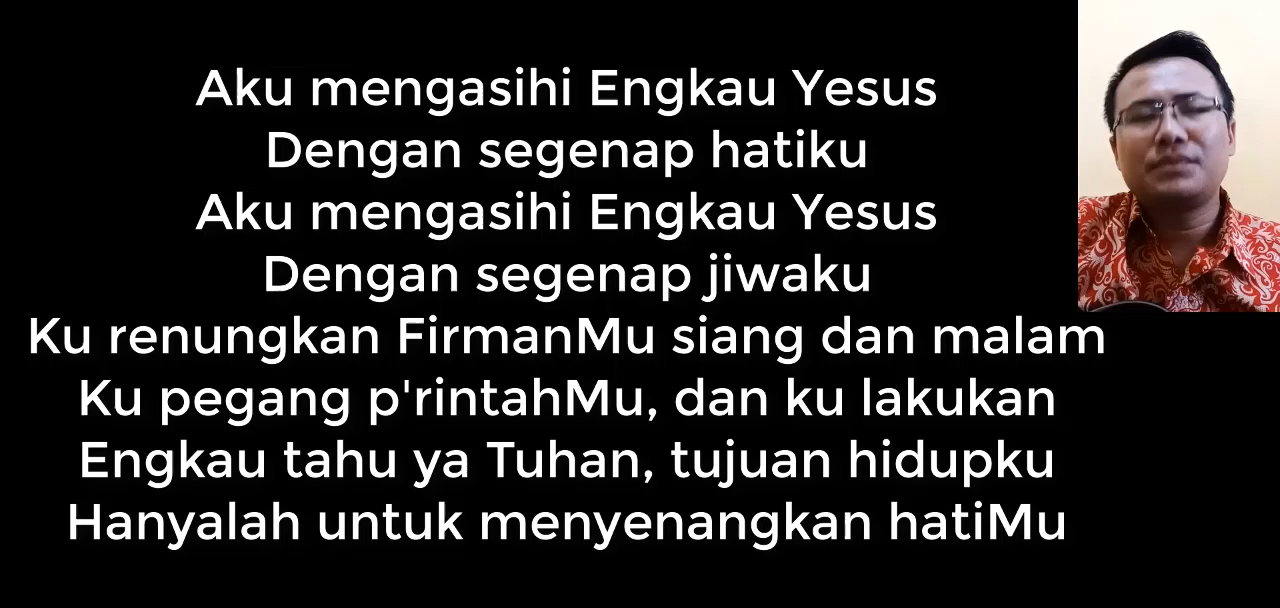 Aku mengasihi Engkau Yesus
Dengan segenap hatiku
Aku mengasihi Engkau Yesus
Dengan segenap jiwaku
Ku renungkan FirmanMu siang dan malam
Ku pegang p'rintahMu, dan ku lakukan
Engkau tahu ya Tuhan, tujuan hidupku
Hanyalah untuk menyenangkan hatiMu